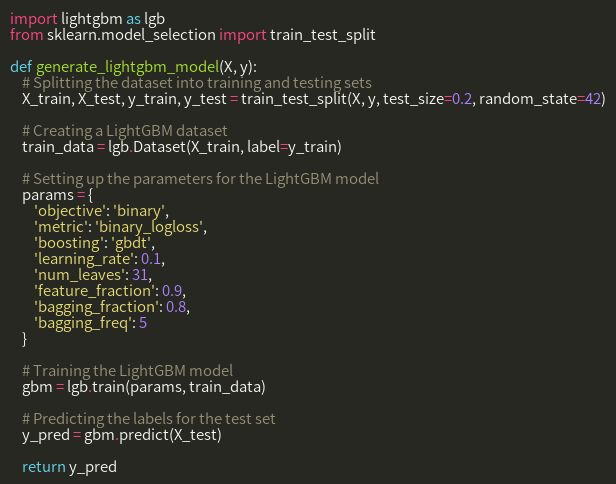 import lightgbm as lgb
from sklearn.model_selection import train_test_split

def generate_lightgbm_model(X, y):
    # Splitting the dataset into training and testing sets
    X_train, X_test, y_train, y_test = train_test_split(X, y, test_size=0.2, random_state=42)

    # Creating a LightGBM dataset
    train_data = lgb.Dataset(X_train, label=y_train)

    # Setting up the parameters for the LightGBM model
    params = {
        'objective': 'binary',
        'metric': 'binary_logloss',
        'boosting': 'gbdt',
        'learning_rate': 0.1,
        'num_leaves': 31,
        'feature_fraction': 0.9,
        'bagging_fraction': 0.8,
        'bagging_freq': 5
    }

    # Training the LightGBM model
    gbm = lgb.train(params, train_data)

    # Predicting the labels for the test set
    y_pred = gbm.predict(X_test)

    return y_pred